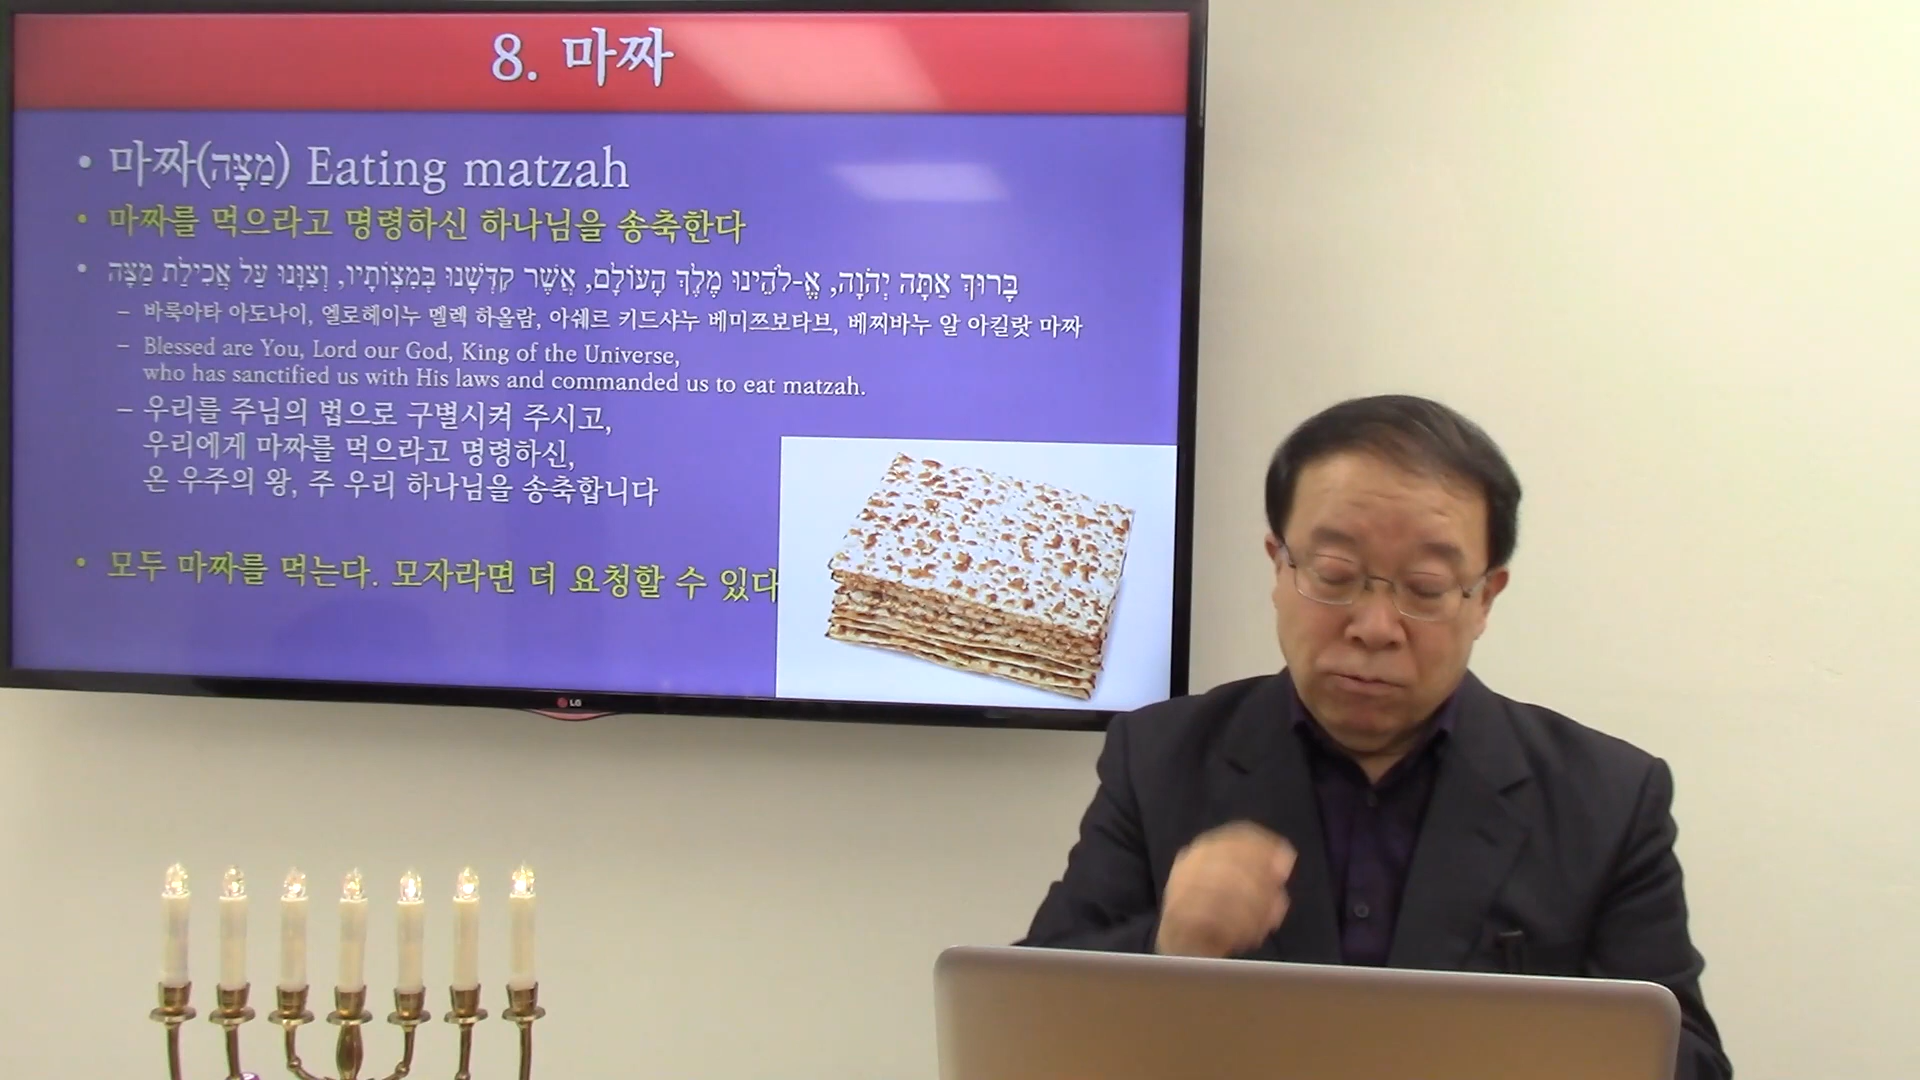 8. 마짜
• 마짜(מַצָּה) Eating matzah
• 마짜를 먹으라고 명령하신 하나님을 송축한다
• בָּרוּךְ אַתָּה יְהֹוָה, אֱ-לֹהֵינוּ מֶלֶךְ הָעוֹלָם, אֲשֶׁר קִדְּשָׁנוּ בְּמִצְוֹתָיו, וְצִוָּנוּ עַל אֲכִילַת מַצָּה
–바룩아타 아도나이, 엘로헤이누 멜렉 하올람, 아쉐르 키드샤누 베미쯔보타브, 베찌바누 알 아킬랏 마짜
– Blessed are You, Lord our God, King of the Universe,
who has sanctified us with His laws and commanded us to eat matzah.
– 우리를 주님의 법으로 구별시켜 주시고,
우리에게 마짜를 먹으라고 명령하신,
온 우주의 왕, 주 우리 하나님을 송축합니다
• 모두 마짜를 먹는다. 모자라면 더 요청할 수 있다
LG